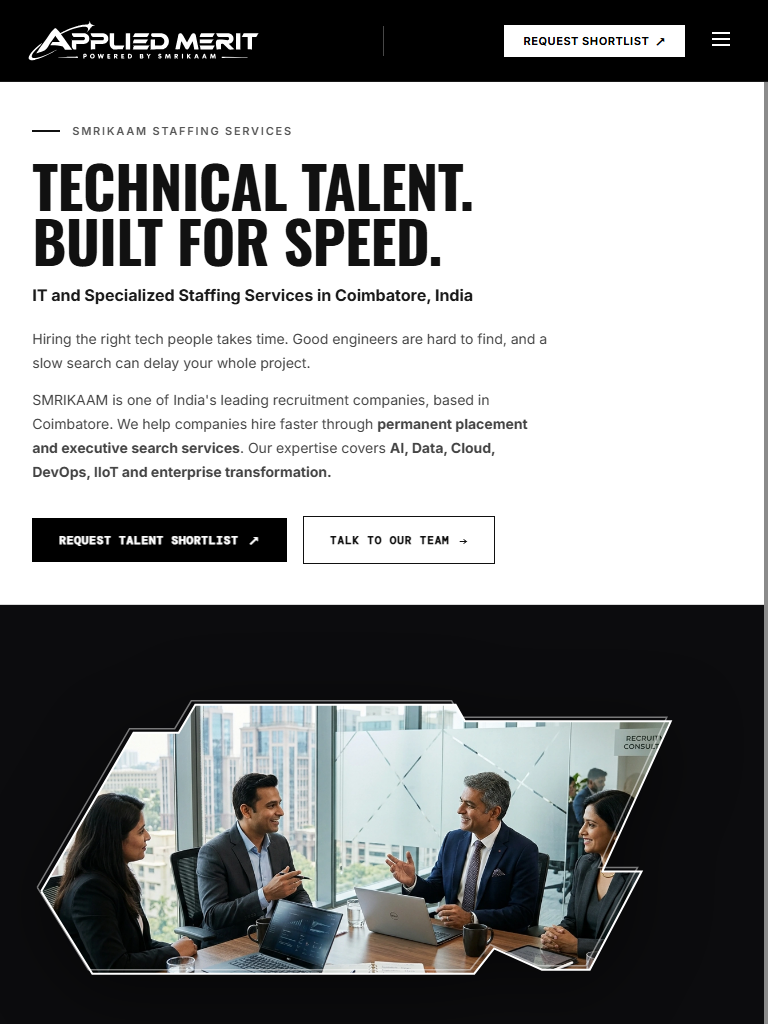 APPLIED MERIT
POWERED BY SMRIKAAM
REQUEST SHORTLIST ↗
SMRIKAAM STAFFING SERVICES
TECHNICAL TALENT.
BUILT FOR SPEED.
IT and Specialized Staffing Services in Coimbatore, India
Hiring the right tech people takes time. Good engineers are hard to find, and a
slow search can delay your whole project.
SMRIKAAM is one of India's leading recruitment companies, based in
Coimbatore. We help companies hire faster through permanent placement
and executive search services. Our expertise covers AI, Data, Cloud,
DevOps, IIoT and enterprise transformation.
REQUEST TALENT SHORTLIST ↗
TALK TO OUR TEAM →